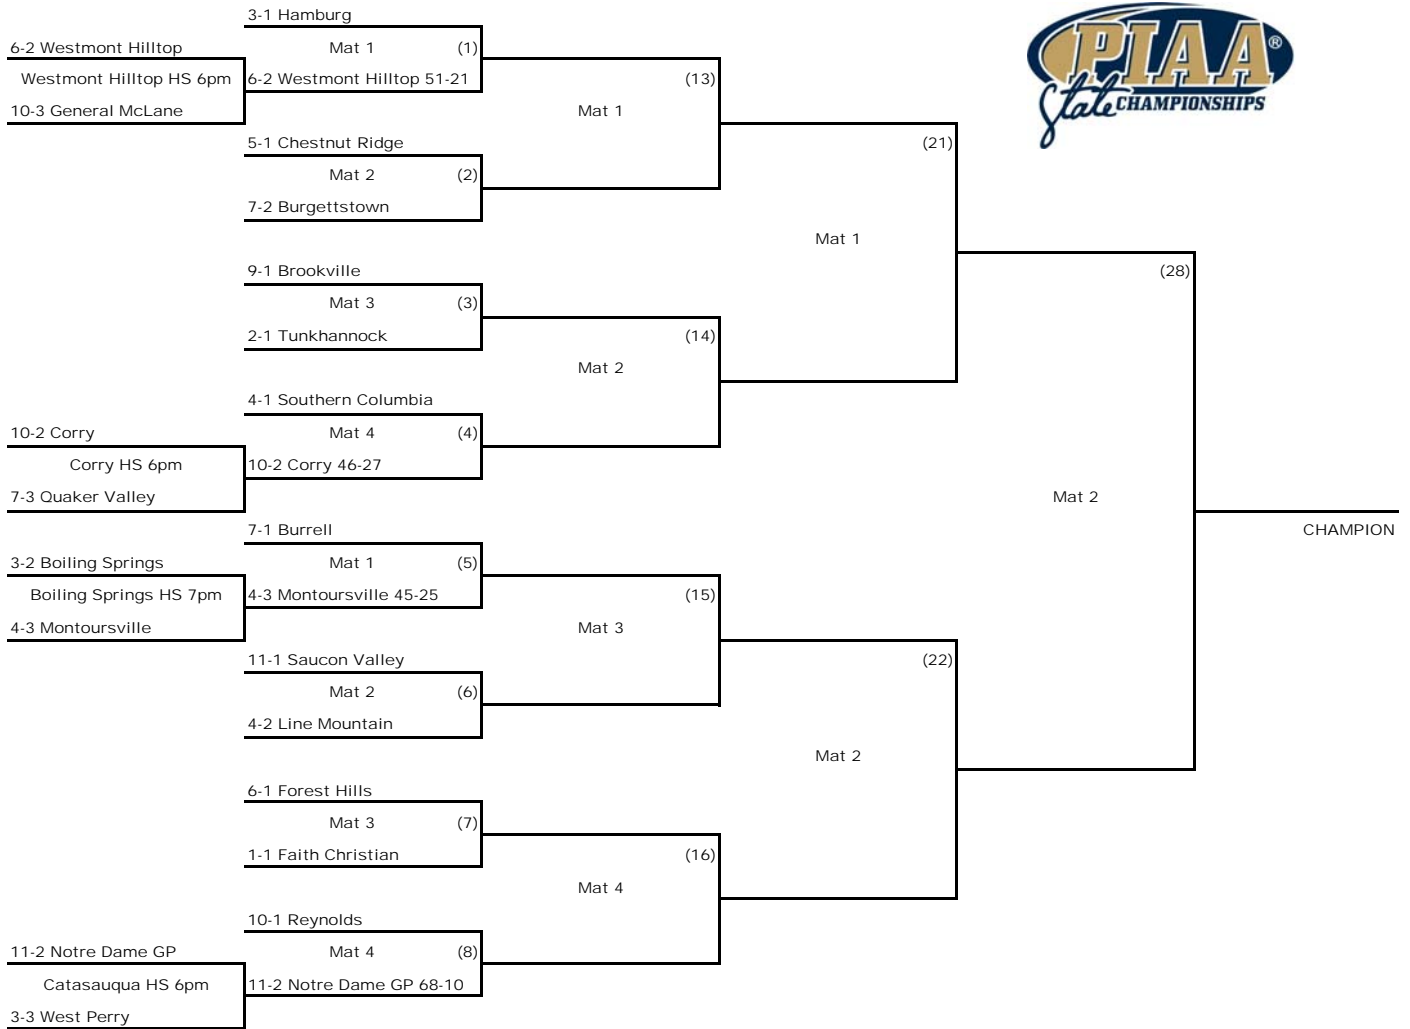 3-1 Hamburg
6-2 Westmont Hilltop
Mat 1 (1)
Westmont Hilltop HS 6pm
6-2 Westmont Hilltop 51-21
(13)
10-3 General McLane
Mat 1
PIAA®
State CHAMPIONSHIPS
5-1 Chestnut Ridge
(21)
Mat 2 (2)
7-2 Burgettstown
Mat 1
9-1 Brookville
(28)
Mat 3 (3)
2-1 Tunkhannock
(14)
Mat 2
4-1 Southern Columbia
10-2 Corry
Mat 4 (4)
Corry HS 6pm
10-2 Corry 46-27
7-3 Quaker Valley
Mat 2
7-1 Burrell
CHAMPION
3-2 Boiling Springs
Mat 1 (5)
Boiling Springs HS 7pm
4-3 Montoursville 45-25
(15)
4-3 Montoursville
Mat 3
11-1 Saucon Valley
(22)
Mat 2 (6)
4-2 Line Mountain
Mat 2
6-1 Forest Hills
Mat 3 (7)
1-1 Faith Christian
(16)
Mat 4
10-1 Reynolds
11-2 Notre Dame GP
Mat 4 (8)
Catasauqua HS 6pm
11-2 Notre Dame GP 68-10
3-3 West Perry